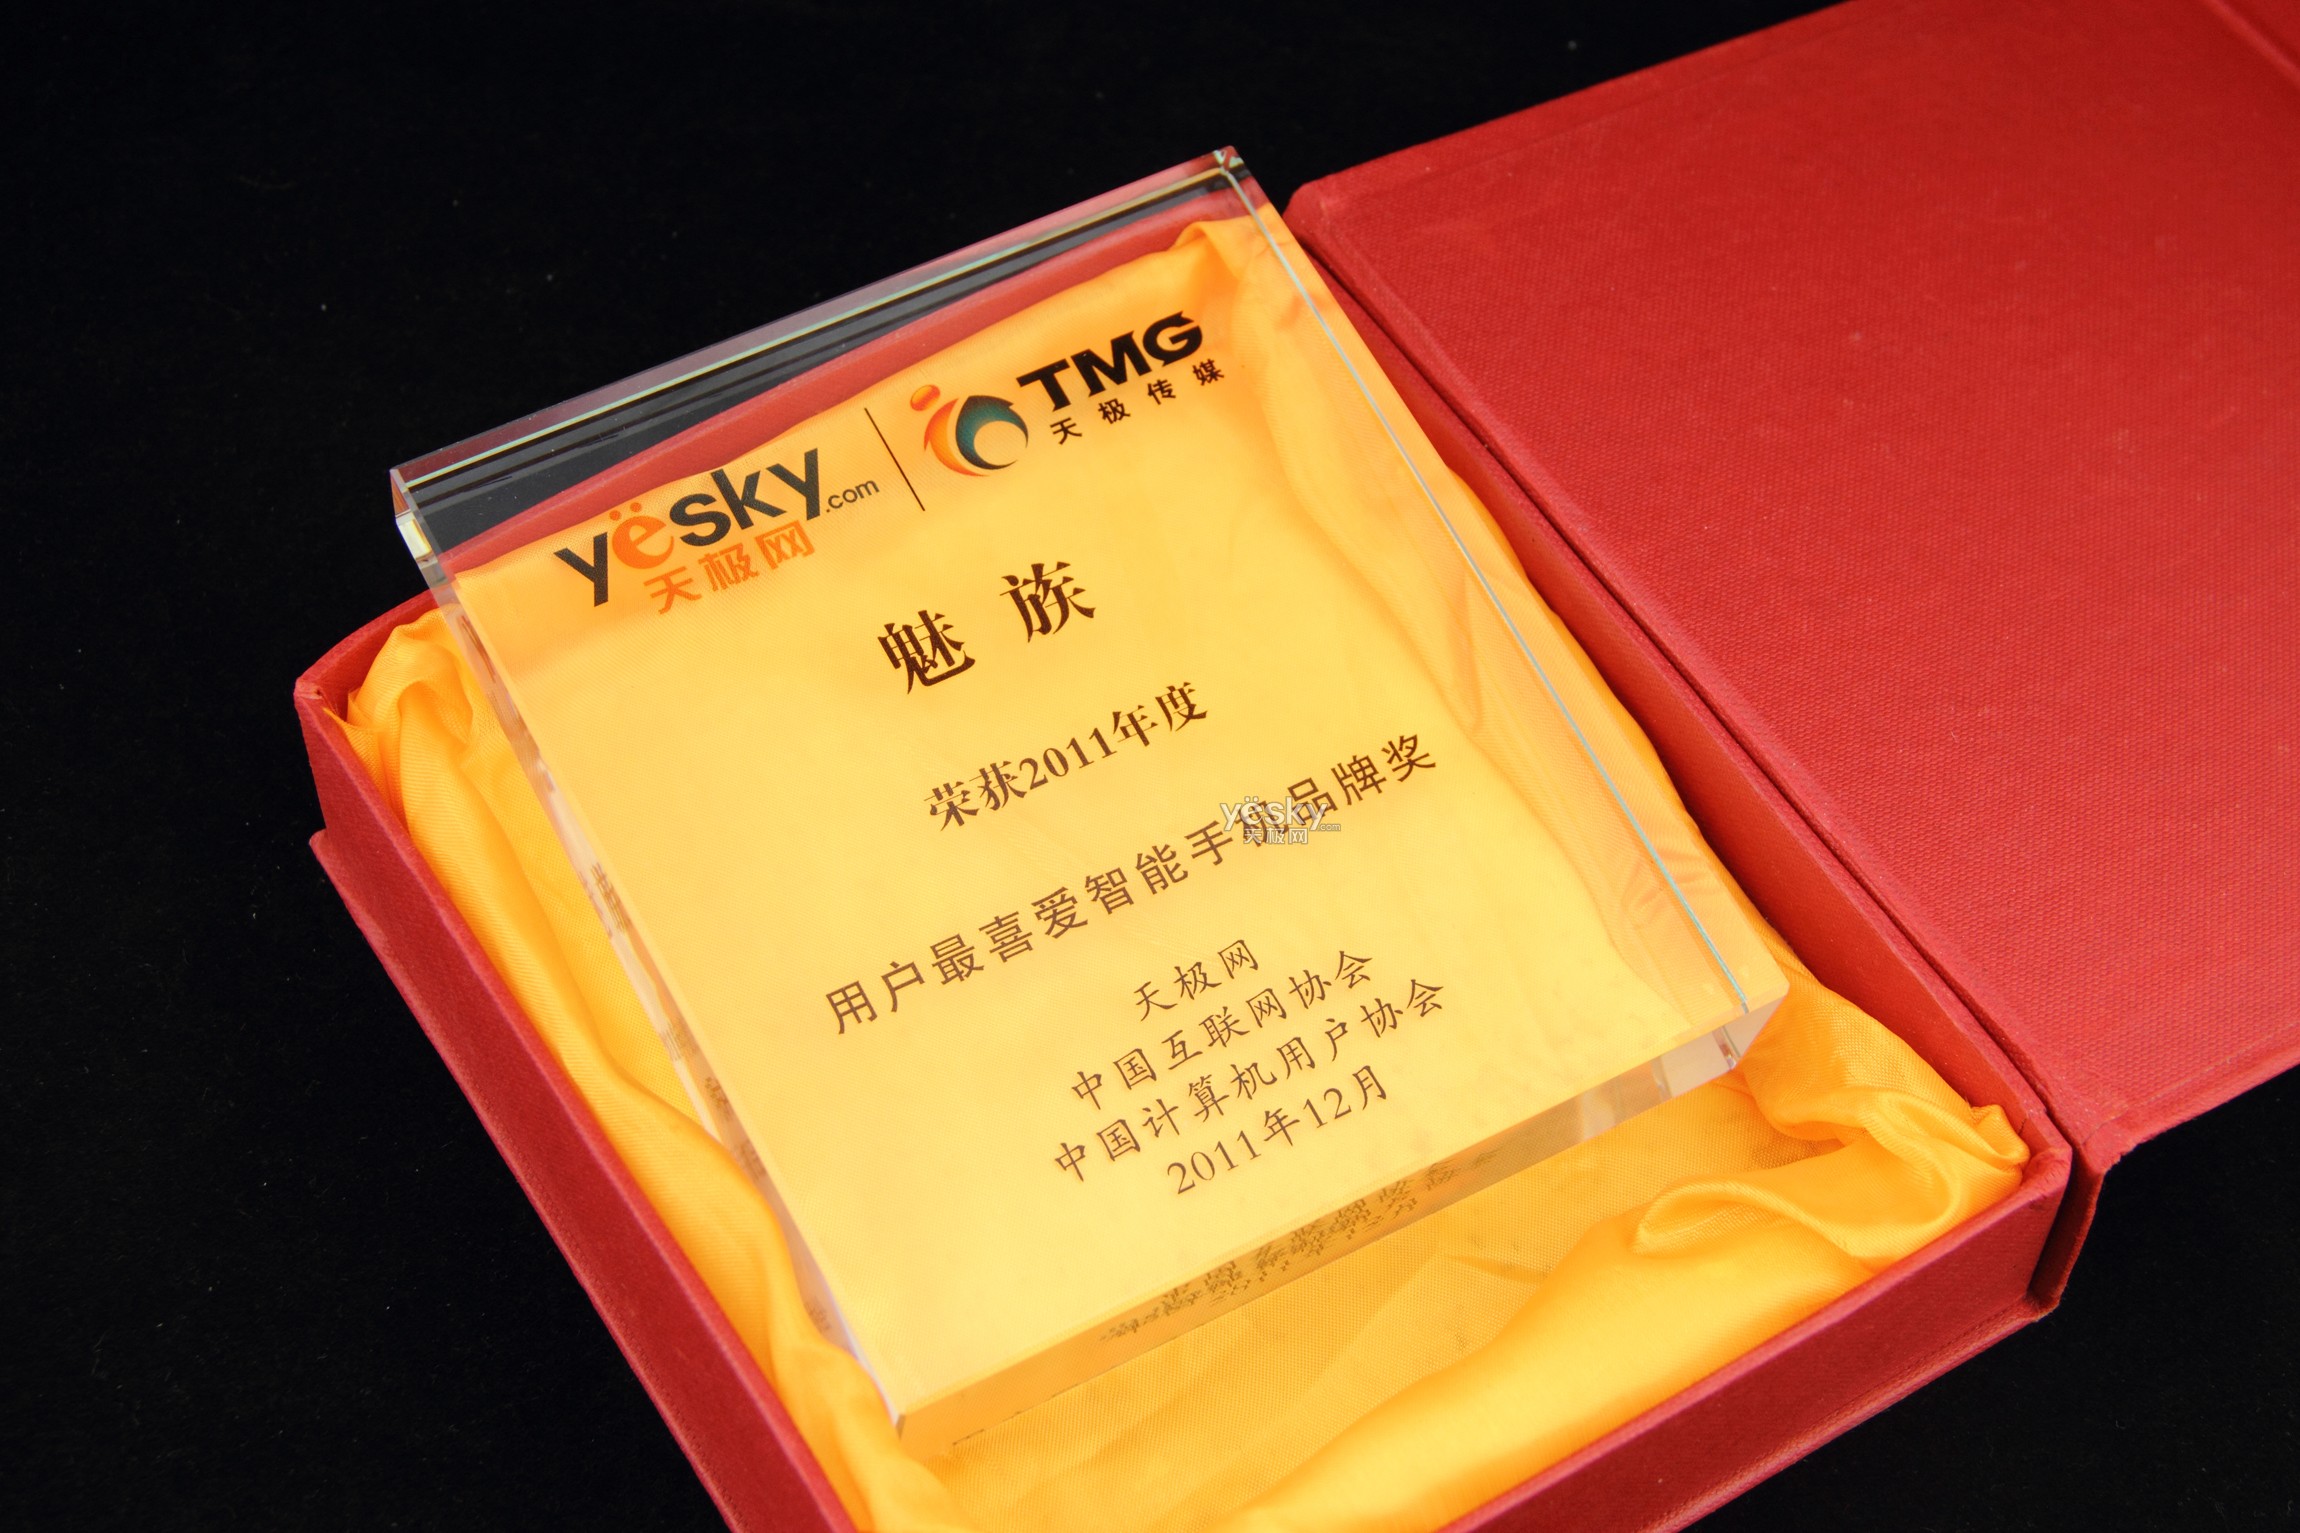 yësky.com
天极网
TMG
天极传媒
魅 族
荣获2011年度
用户最喜爱智能手机品牌奖
yësky.com
天极网
天极网
中国互联网协会
中国计算机用户协会
2011年12月